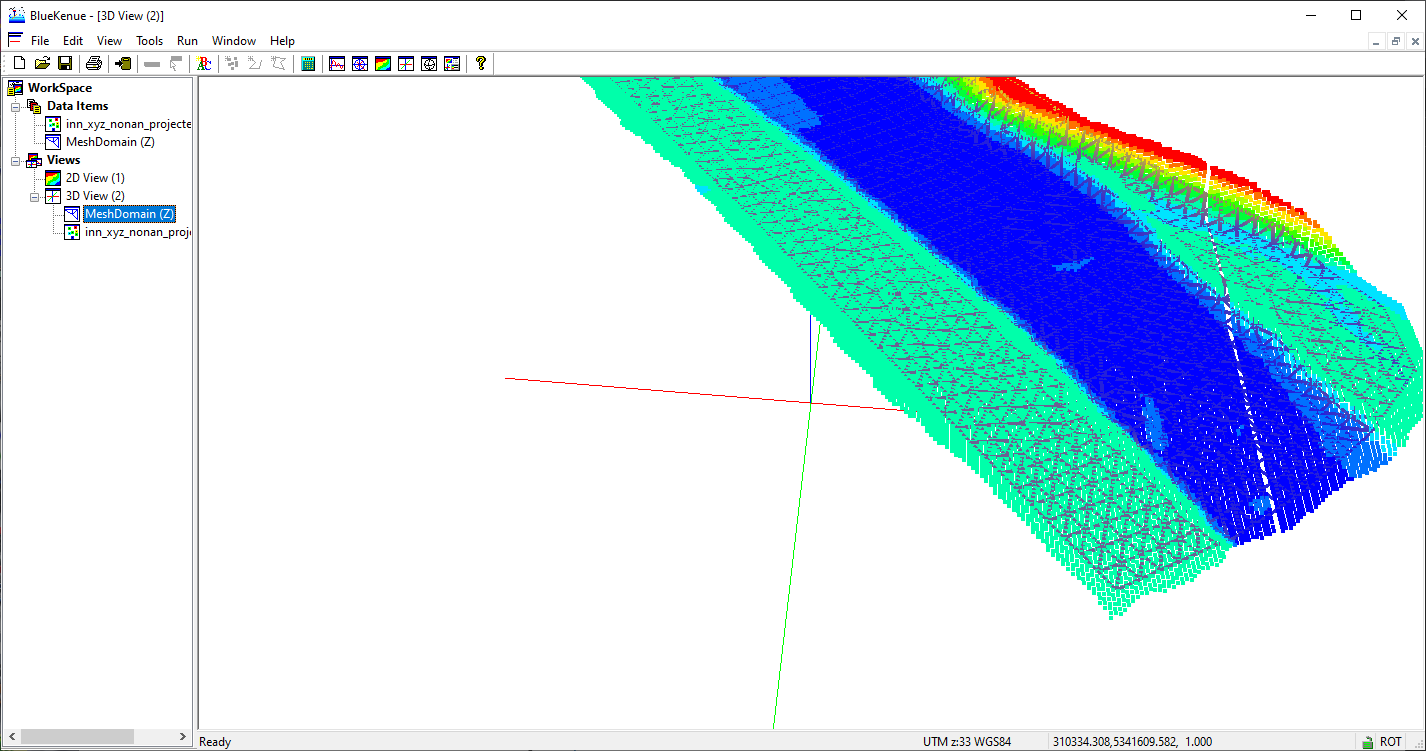 BlueKenue - [3D View (2)]
File Edit View Tools Run Window Help
ABC
?
WorkSpace
Data Items
inn_xyz_nonan_projecte
MeshDomain (Z)
Views
2D View (1)
3D View (2)
MeshDomain (Z)
inn_xyz_nonan_proj
Ready UTM z:33 WGS84 310334.308,5341609.582, 1.000 ROT